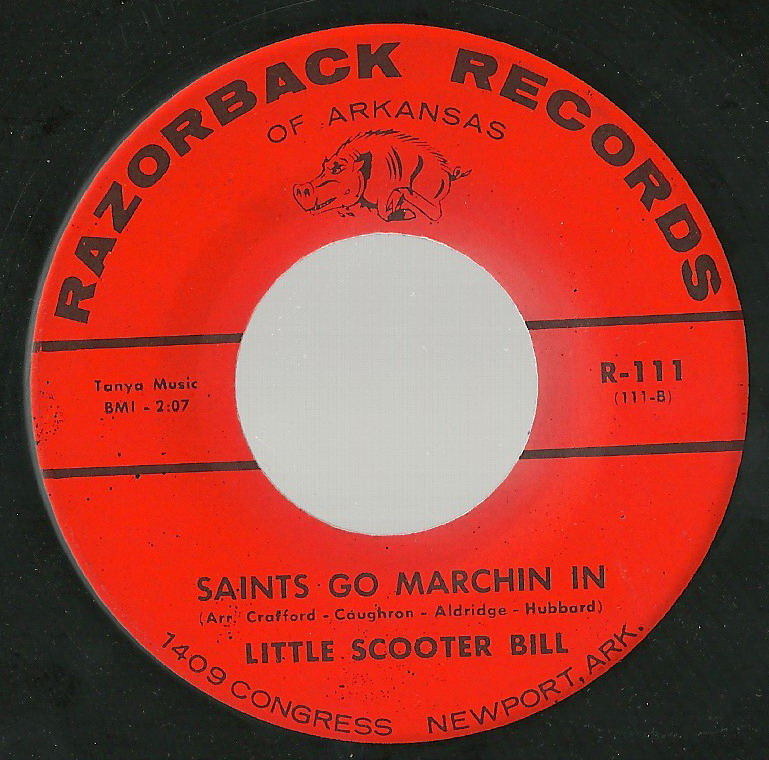 RAZORBACK RECORDS
OF ARKANSAS
Tanya Music
BMI - 2:07
R-111
(111-B)
SAINTS GO MARCHIN IN
(Arr. Crafford - Caughron - Aldridge - Hubbard)
LITTLE SCOOTER BILL
1409 CONGRESS NEWPORT, ARK.